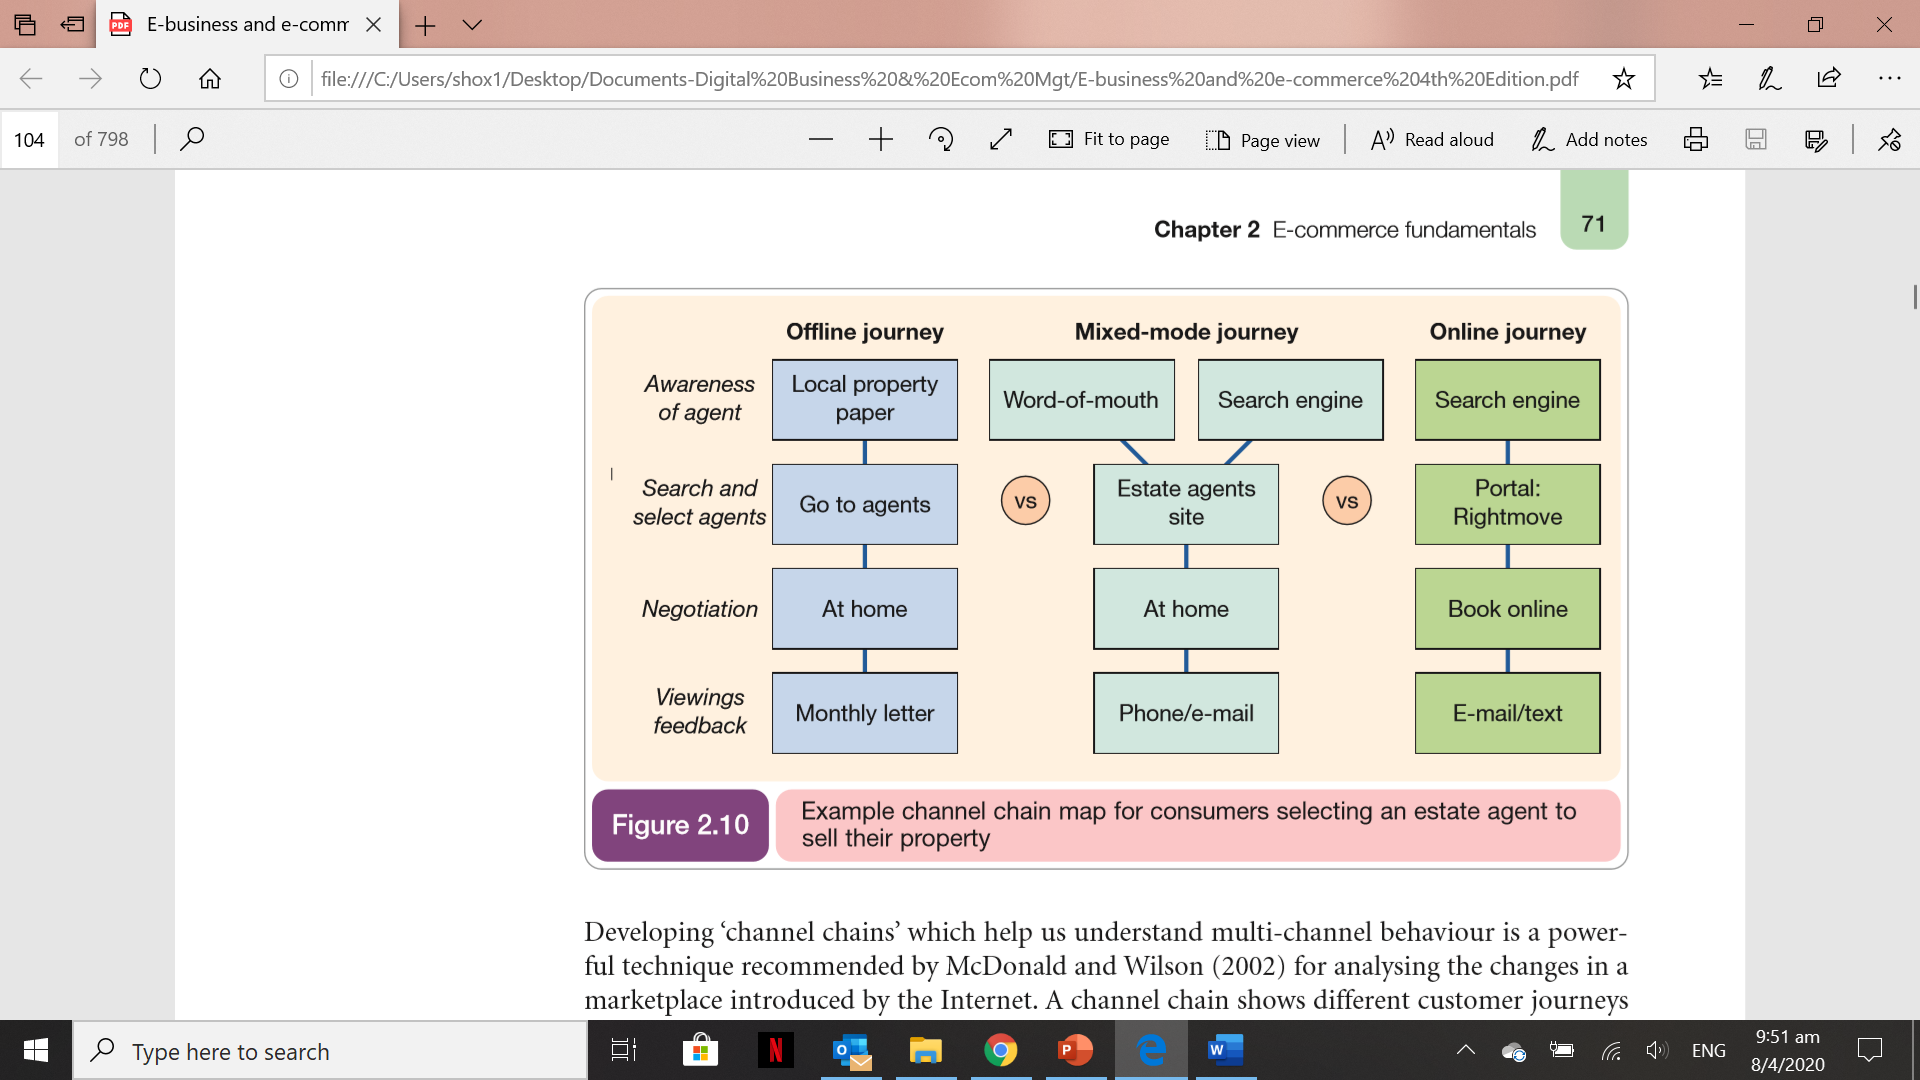 E-business and e-comm
file:///C:/Users/shox1/Desktop/Documents-Digital%20Business%20&%20Ecom%20Mgt/E-business%20and%20e-commerce%204th%20Edition.pdf
104 of 798
Fit to page
Page view
Read aloud
Add notes
Chapter 2 E-commerce fundamentals
71
Offline journey
Mixed-mode journey
Online journey
Awareness
of agent
Local property
paper
Word-of-mouth
Search engine
Search engine
Search and
select agents
Go to agents
vs
Estate agents
site
vs
Portal:
Rightmove
Negotiation
At home
At home
Book online
Viewings
feedback
Monthly letter
Phone/e-mail
E-mail/text
Figure 2.10
Example channel chain map for consumers selecting an estate agent to
sell their property
Developing ‘channel chains’ which help us understand multi-channel behaviour is a power-
ful technique recommended by McDonald and Wilson (2002) for analysing the changes in a
marketplace introduced by the Internet. A channel chain shows different customer journeys
Type here to search
ENG
9:51 am
8/4/2020